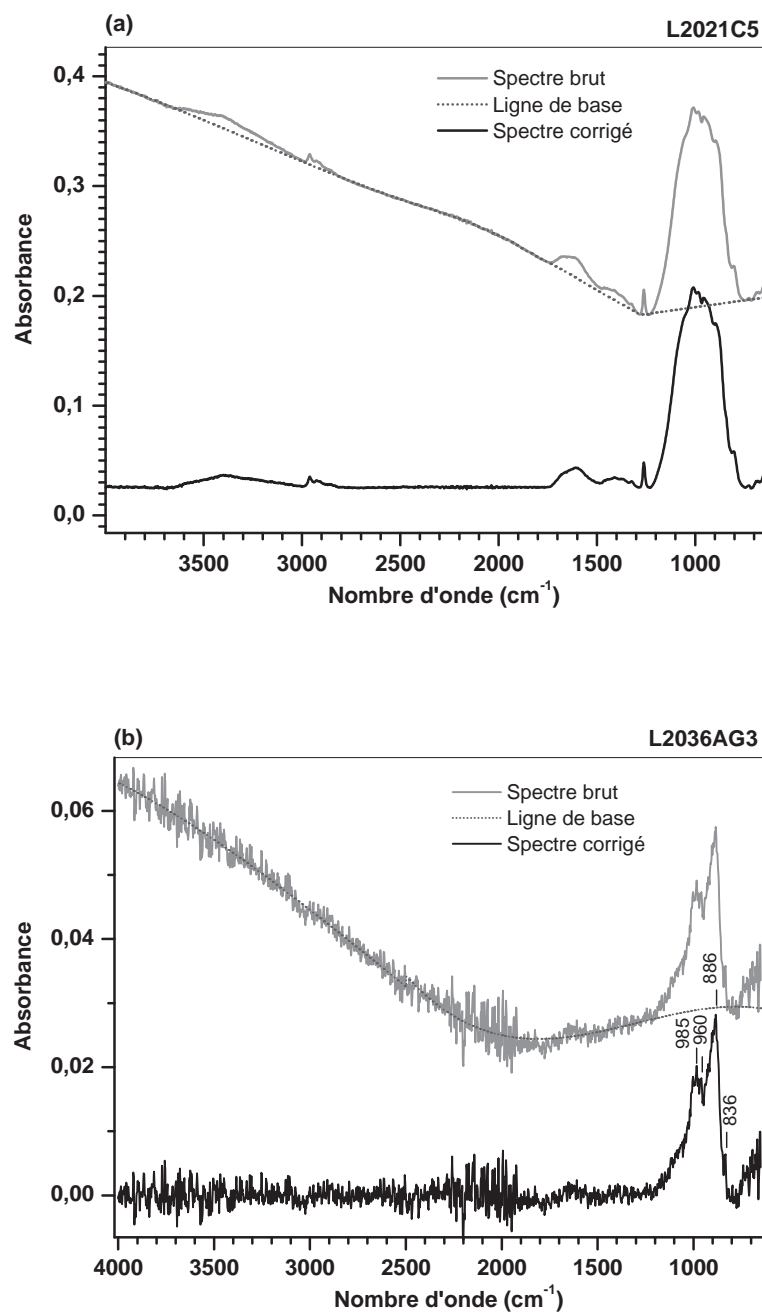 (a)
L2021C5
Spectre brut
Ligne de base
Spectre corrigé
0,4
0,3
0,2
0,1
0,0
Absorbance
3500 3000 2500 2000 1500 1000
Nombre d'onde (cm-1)
(b)
L2036AG3
Spectre brut
Ligne de base
Spectre corrigé
0,06
0,04
0,02
0,00
Absorbance
985
960
886
836
4000 3500 3000 2500 2000 1500 1000
Nombre d'onde (cm-1)